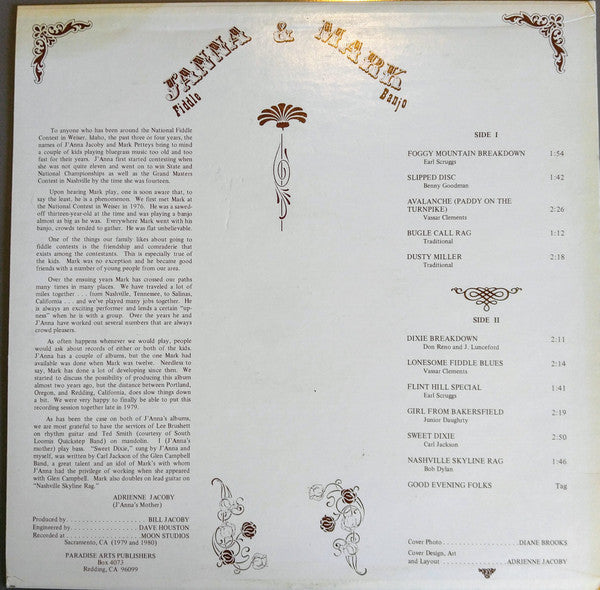 J'ANNA & MARK
Fiddle
Banjo
To anyone who has been around the National Fiddle
Contest in Weiser, Idaho, the past three or four years, the
names of J'Anna Jacoby and Mark Petteys bring to mind
a couple of kids playing bluegrass music too old and too
fast for their years. J'Anna first started contesting when
she was not quite eleven and went on to win State and
National Championships as well as the Grand Masters
Contest in Nashville by the time she was fourteen.
Upon hearing Mark play, one is soon aware that, to
say the least, he is a phenomenon. We first met Mark at
the National Contest in Weiser in 1976. He was a sawed-
off thirteen-year-old at the time and was playing a banjo
almost as big as he was. Everywhere Mark went with his
banjo, crowds tended to gather. He was flat unbelievable.
One of the things our family likes about going to
fiddle contests is the friendship and comraderie that
exists among the contestants. This is especially true of
the kids. Mark was no exception and he became good
friends with a number of young people from our area.
Over the ensuing years Mark has crossed our paths
many times in many places. We have traveled a lot of
miles together . . . from Nashville, Tennessee, to Salinas,
California . . . and we've played many jobs together. He
is always an exciting performer and lends a certain "up-
ness" when he is with a group. Over the years he and
J'Anna have worked out several numbers that are always
crowd pleasers.
As often happens whenever we would play, people
would ask about records of either or both of the kids.
J'Anna has a couple of albums, but the one Mark had
available was done when Mark was twelve. Needless to
say, Mark has done a lot of developing since then. We
started to discuss the possibility of producing this album
almost two years ago, but the distance between Portland,
Oregon, and Redding, California, does slow things down
a bit. We were very happy to finally be able to put this
recording session together late in 1979.
As has been the case on both of J'Anna's albums,
we are most grateful to have the services of Lee Brushett
on rhythm guitar and Ted Smith (courtesy of South
Loomis Quickstep Band) on mandolin. I (J'Anna's
mother) play bass. "Sweet Dixie," sung by J'Anna and
myself, was written by Carl Jackson of the Glen Campbell
Band, a great talent and an idol of Mark's with whom
J'Anna had the privilege of working when she appeared
with Glen Campbell. Mark also doubles on lead guitar on
"Nashville Skyline Rag."
ADRIENNE JACOBY
(J'Anna's Mother)
Produced by . . . . . . . . . . . . . . . . . . BILL JACOBY
Engineered by . . . . . . . . . . . . . . . DAVE HOUSTON
Recorded at . . . . . . . . . . . . . . . . . MOON STUDIOS
Sacramento, CA (1979 and 1980)
PARADISE ARTS PUBLISHERS
Box 4073
Redding, CA 96099
SIDE I
FOGGY MOUNTAIN BREAKDOWN 1:54
Earl Scruggs
SLIPPED DISC 1:42
Benny Goodman
AVALANCHE (PADDY ON THE
TURNPIKE) 2:26
Vassar Clements
BUGLE CALL RAG 1:12
Traditional
DUSTY MILLER 2:18
Traditional
SIDE II
DIXIE BREAKDOWN 2:11
Don Reno and J. Lunceford
LONESOME FIDDLE BLUES 2:14
Vassar Clements
FLINT HILL SPECIAL 1:41
Earl Scruggs
GIRL FROM BAKERSFIELD 2:19
Junior Daughrty
SWEET DIXIE 2:50
Carl Jackson
NASHVILLE SKYLINE RAG 1:46
Bob Dylan
GOOD EVENING FOLKS Tag
Cover Photo . . . . . . . . . . . . . . . . DIANE BROOKS
Cover Design, Art
and Layout . . . . . . . . . . . . . ADRIENNE JACOBY